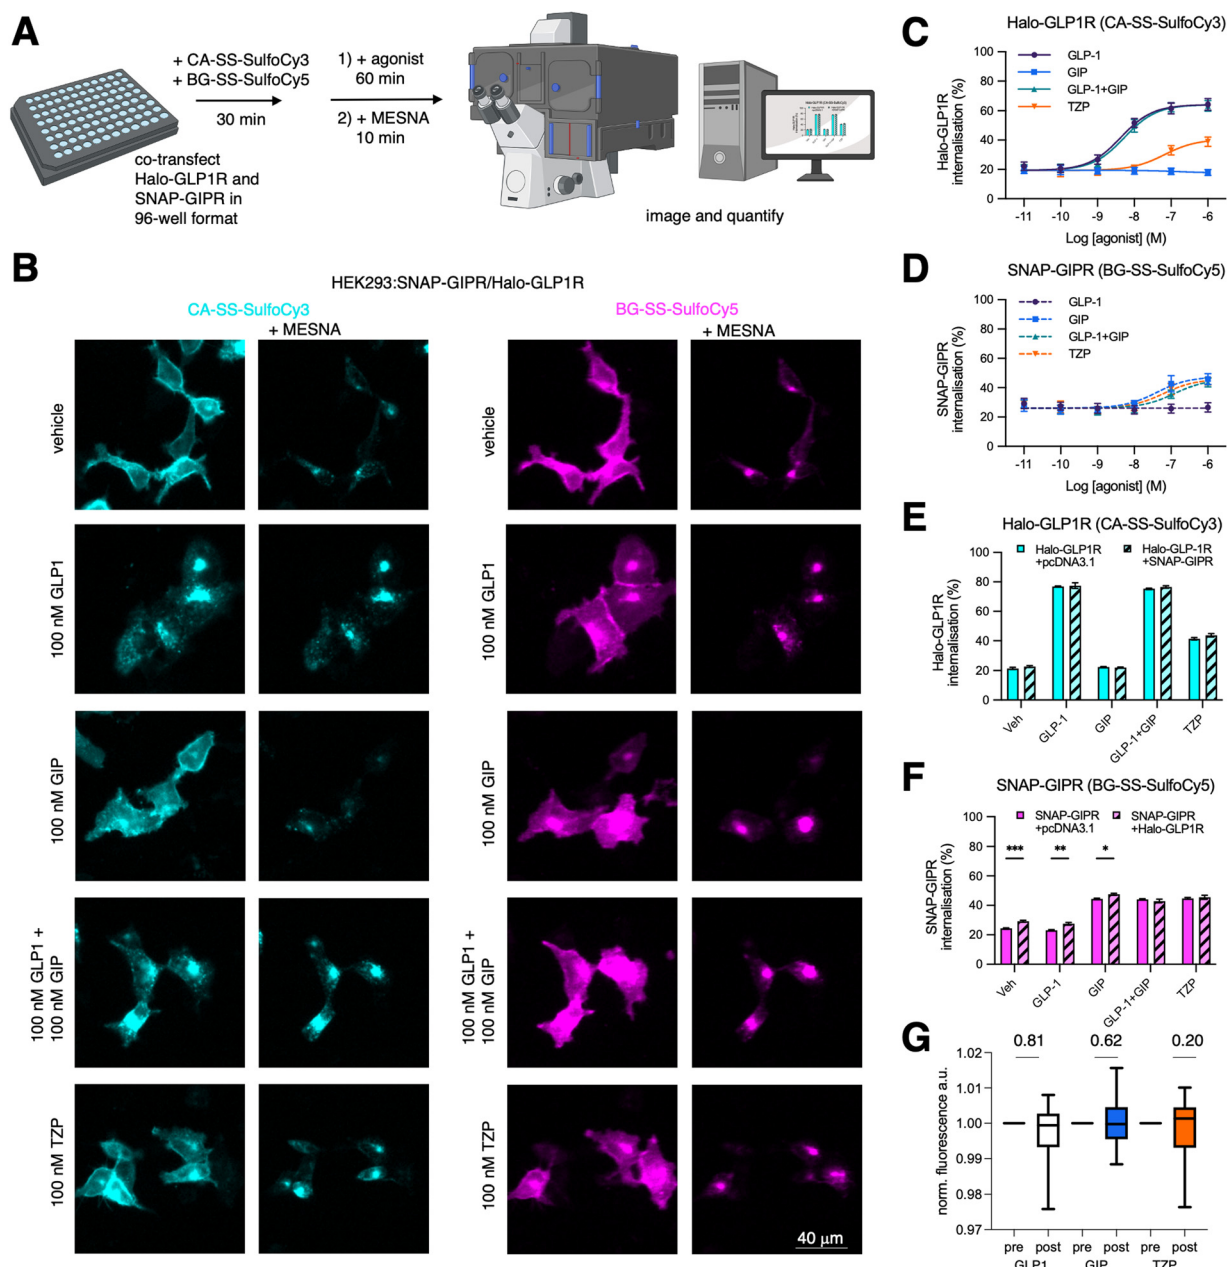 A
+ CA-SS-SulfoCy3
+ BG-SS-SulfoCy5
30 min
1) + agonist
60 min
2) + MESNA
10 min
co-transfect
Halo-GLP1R and
SNAP-GIPR in
96-well format
image and quantify
B
HEK293:SNAP-GIPR/Halo-GLP1R
CA-SS-SulfoCy3
+ MESNA
BG-SS-SulfoCy5
+ MESNA
vehicle
vehicle
100 nM GLP1
100 nM GLP1
100 nM GIP
100 nM GIP
100 nM GLP1 +
100 nM GIP
100 nM GLP1 +
100 nM GIP
100 nM TZP
100 nM TZP
40 μm
C
Halo-GLP1R (CA-SS-SulfoCy3)
Halo-GLP1R
internalisation (%)
100
80
60
40
20
0
GLP-1
GIP
GLP-1+GIP
TZP
-11 -10 -9 -8 -7 -6
Log [agonist] (M)
D
SNAP-GIPR (BG-SS-SulfoCy5)
SNAP-GIPR
internalisation (%)
100
80
60
40
20
0
GLP-1
GIP
GLP-1+GIP
TZP
-11 -10 -9 -8 -7 -6
Log [agonist] (M)
E
Halo-GLP1R (CA-SS-SulfoCy3)
Halo-GLP1R
+pcDNA3.1
Halo-GLP-1R
+SNAP-GIPR
Halo-GLP1R
internalisation (%)
100
80
60
40
20
0
Veh GLP-1 GIP GLP-1+GIP TZP
F
SNAP-GIPR (BG-SS-SulfoCy5)
SNAP-GIPR
+pcDNA3.1
SNAP-GIPR
+Halo-GLP1R
SNAP-GIPR
internalisation (%)
100
80
60
40
20
0
*** ** *
Veh GLP-1 GIP GLP-1+GIP TZP
G
0.81 0.62 0.20
norm. fluorescence a.u.
1.02
1.01
1.00
0.99
0.98
0.97
pre post pre post pre post
GLP1 GIP TZP